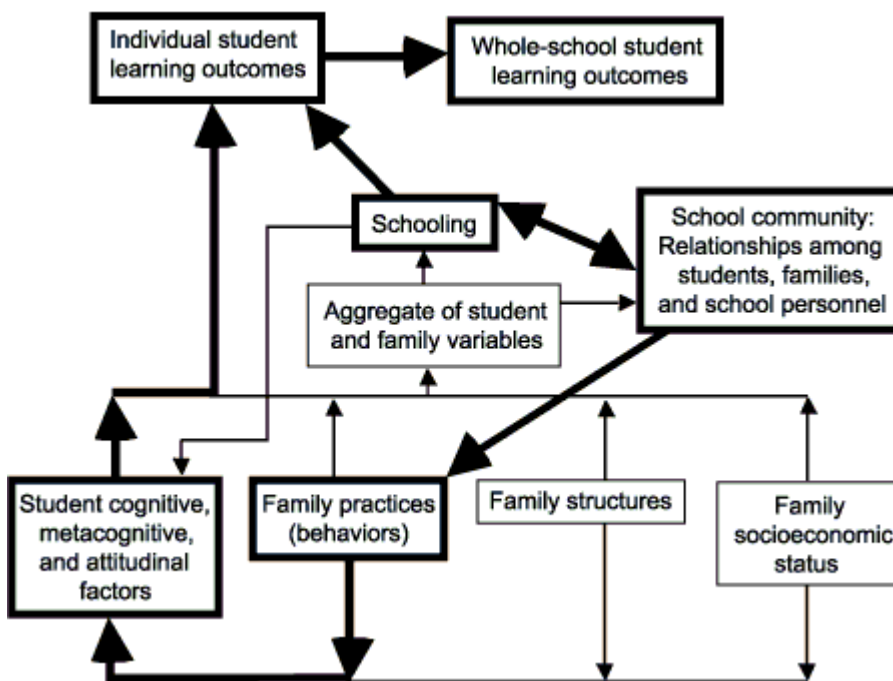 Individual student
learning outcomes
Whole-school student
learning outcomes
Schooling
School community:
Relationships among
students, families,
and school personnel
Aggregate of student
and family variables
Student cognitive,
metacognitive,
and attitudinal
factors
Family practices
(behaviors)
Family structures
Family
socioeconomic
status